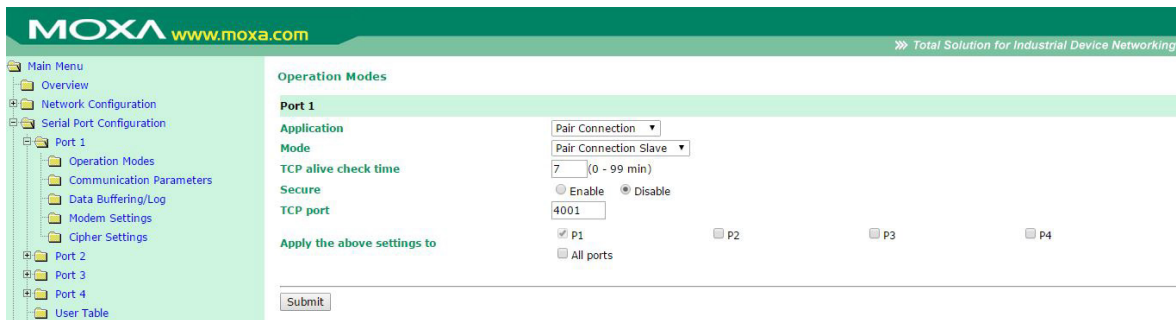 MOXA www.moxa.com
Total Solution for Industrial Device Networking
Main Menu
Overview
Network Configuration
Serial Port Configuration
Port 1
Operation Modes
Communication Parameters
Data Buffering/Log
Modem Settings
Cipher Settings
Port 2
Port 3
Port 4
User Table
Operation Modes
Port 1
Application Pair Connection
Mode Pair Connection Slave
TCP alive check time 7 (0 - 99 min)
Secure Enable Disable
TCP port 4001
Apply the above settings to P1 P2 P3 P4
All ports
Submit